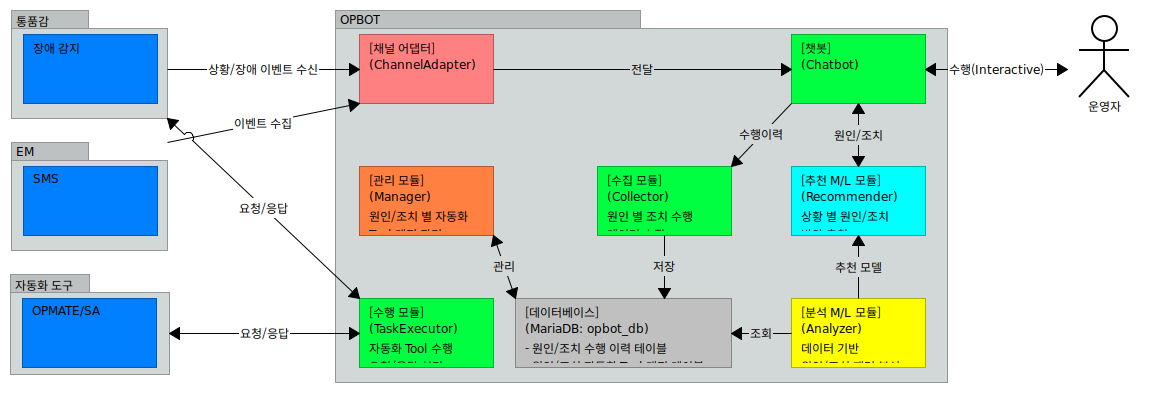 통품감
장애 감지
EM
SMS
자동화 도구
OPMATE/SA
OPBOT
[채널 어댑터]
(ChannelAdapter)
[챗봇]
(Chatbot)
[관리 모듈]
(Manager)
원인/조치 별 자동화
[수집 모듈]
(Collector)
원인 별 조치 수행
[추천 M/L 모듈]
(Recommender)
상황 별 원인/조치
[수행 모듈]
(TaskExecutor)
자동화 Tool 수행
[데이터베이스]
(MariaDB: opbot_db)
- 원인/조치 수행 이력 테이블
[분석 M/L 모듈]
(Analyzer)
데이터 기반
상황/장애 이벤트 수신
이벤트 수집
전달
수행(Interactive)
운영자
수행이력
원인/조치
요청/응답
관리
저장
추천 모델
요청/응답
조회